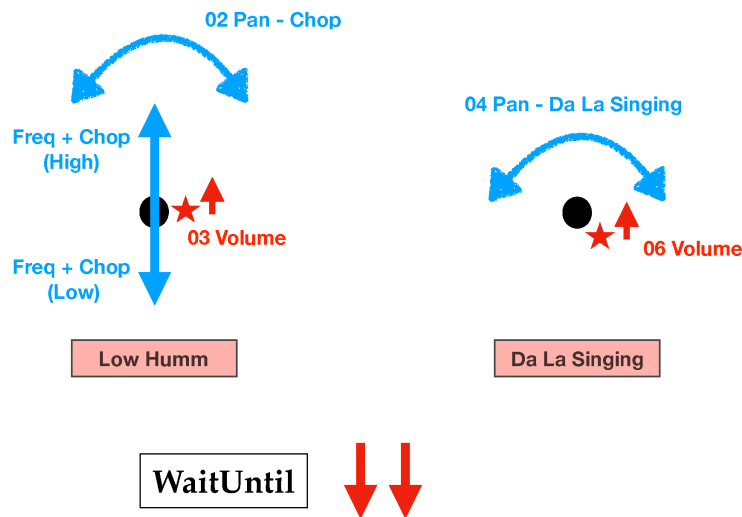 02 Pan - Chop
04 Pan - Da La Singing
Freq + Chop
(High)
03 Volume
06 Volume
Freq + Chop
(Low)
Low Humm
Da La Singing
WaitUntil